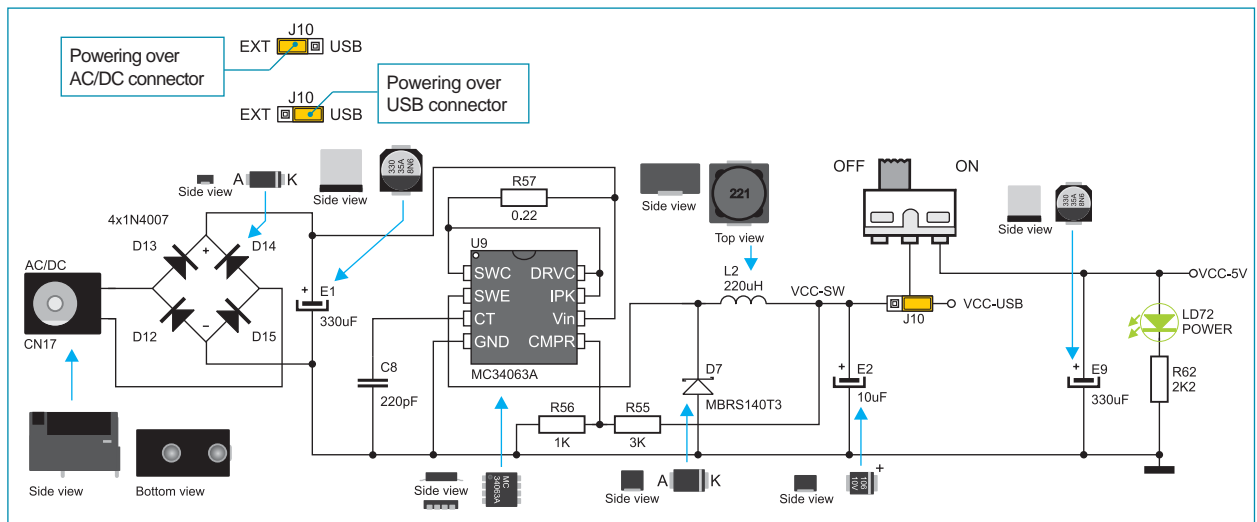 J10
EXT USB
Powering over
AC/DC connector
J10
EXT USB
Powering over
USB connector
Side view
A K
Side view
330
35A
8N6
4x1N4007
D13
D14
D12
D15
+
−
AC/DC
CN17
+
E1
330uF
R57
0.22
U9
SWC DRVC
SWE IPK
CT Vin
GND CMPR
MC34063A
C8
220pF
R56
1K
R55
3K
Side view
221
Top view
L2
220uH
VCC-SW
D7
MBRS140T3
+
E2
10uF
OFF ON
J10
VCC-USB
Side view
330
35A
8N6
VCC-5V
LD72
POWER
R62
2K2
+
E9
330uF
Side view
Bottom view
Side view
MC
34063A
Side view
A K
Side view
106
10V
+